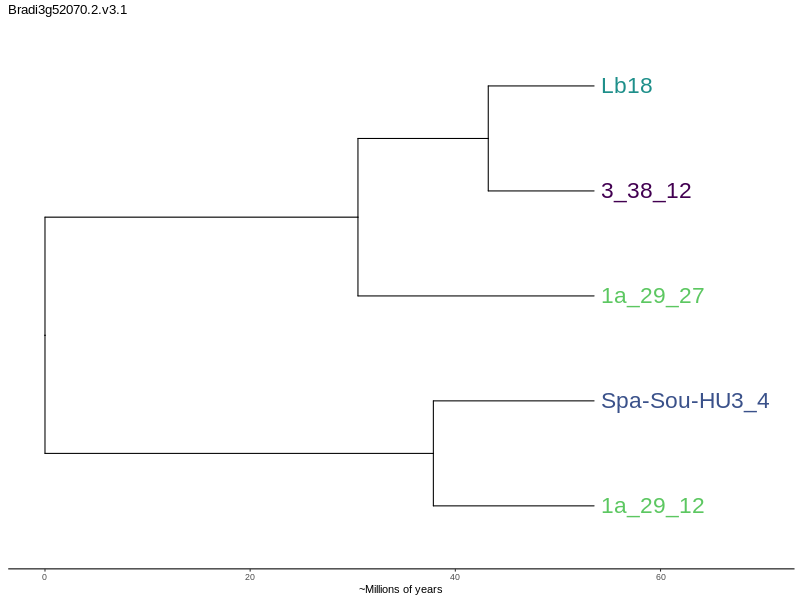 Bradi3g52070.2.v3.1
Lb18
3_38_12
1a_29_27
Spa-Sou-HU3_4
1a_29_12
0 20 40 60
~Millions of years